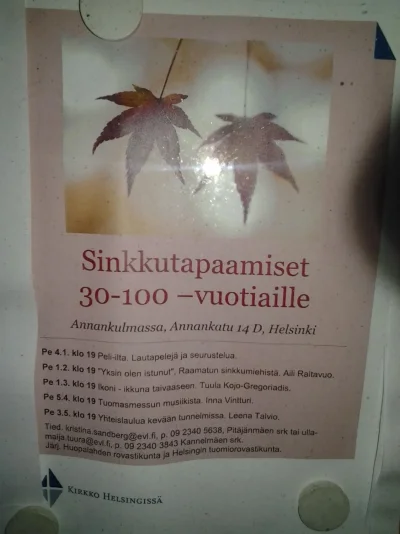 Sinkkutapaamiset
30-100 –vuotiaille
Annankulmassa, Annankatu 14 D, Helsinki
Pe 4.1. klo 19 Peli-ilta. Lautapelejä ja seurustelua.
Pe 1.2. klo 19 "Yksin olen istunut", Raamatun sinkkumiehistä. Aili Raitavuo.
Pe 1.3. klo 19 Ikoni - ikkuna taivaaseen. Tuula Kojo-Gregoriadis.
Pe 5.4. klo 19 Tuomasmessun musiikista. Inna Vintturi.
Pe 3.5. klo 19 Yhteislaulua kevään tunnelmissa. Leena Talvio.
Tied. kristina.sandberg@evl.fi, p. 09 2340 5638, Pitäjänmäen srk tai ulla-
maija.tuura@evl.fi, p. 09 2340 3843 Kannelmäen srk.
Järj. Huopalahden rovastikunta ja Helsingin tuomiorovastikunta.
Kirkko Helsingissä